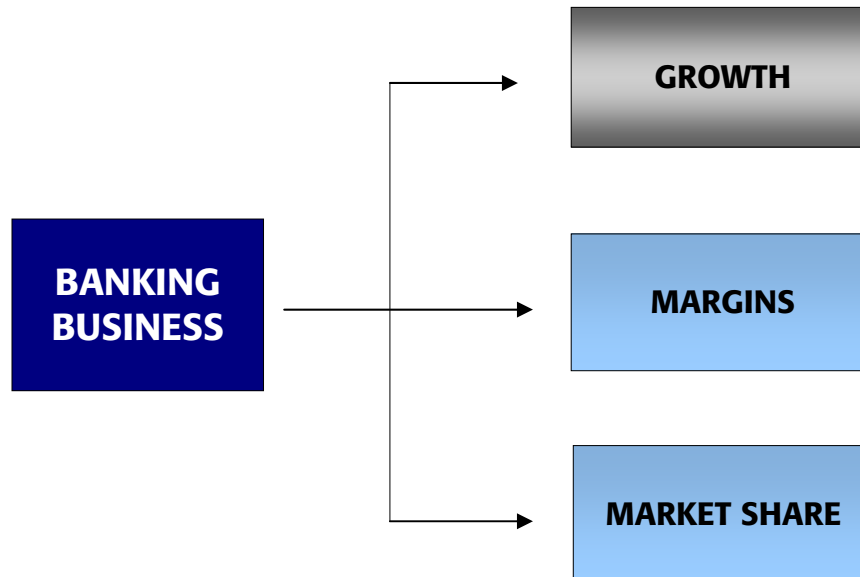 GROWTH
BANKING
BUSINESS
MARGINS
MARKET SHARE